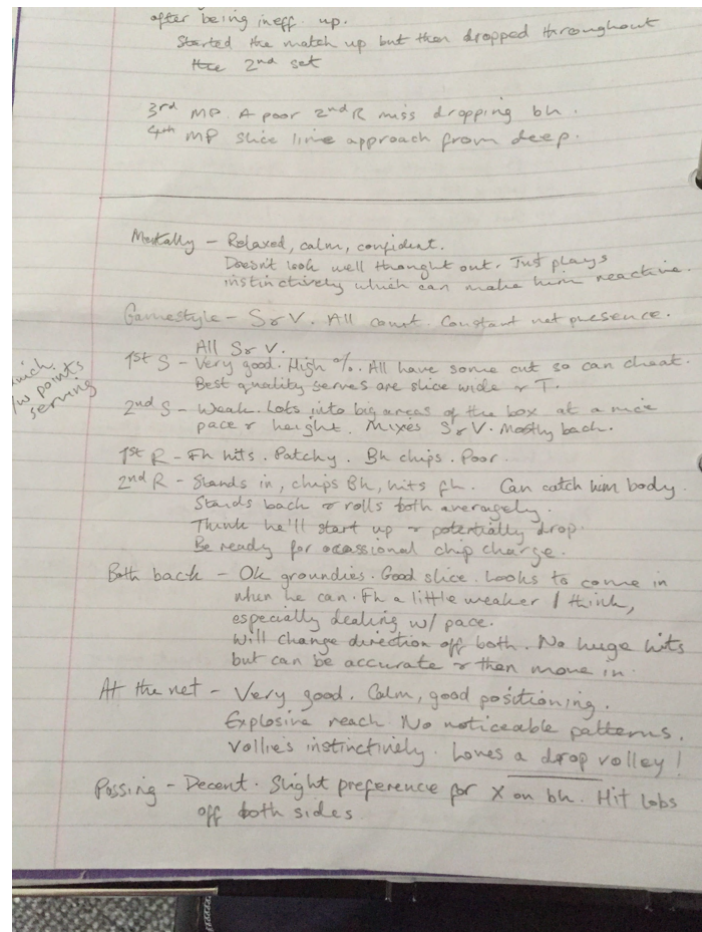 after being ineff. up.
Started the match up but then dropped throughout
the 2nd set
3rd MP A poor 2nd R miss dropping bh.
4th MP slice line approach from deep.
Mentally - Relaxed, calm, confident.
Doesn't look well thought out. Just plays
instinctively which can make him reactive.
Gamestyle - S & V. All court. Constant net presence.
All S & V.
1st S - Very good. High %. All have some cut so can cheat.
Best quality serves are slice wide & T.
w points
serving
2nd S - Weak. Lots into big areas of the box at a nice
pace & height. Mixes S & V. Mostly back.
1st R - Fh hits. Patchy. Bh chips. Poor.
2nd R - Stands in, chips Bh, hits fh. Can catch him body.
Stands back & rolls both averagely.
Think he'll start up & potentially drop.
Be ready for ocassional chip charge.
Both back - Ok groundies. Good slice. Looks to come in
when he can. Fh a little weaker I think,
especially dealing w/ pace.
Will change direction off both. No huge hits
but can be accurate & then move in.
At the net - Very good. Calm, good positioning.
Explosive reach No noticeable patterns.
Vollies instinctively. Loves a drop volley!
Passing - Decent. Slight preference for X on bh. Hit lobs
off both sides